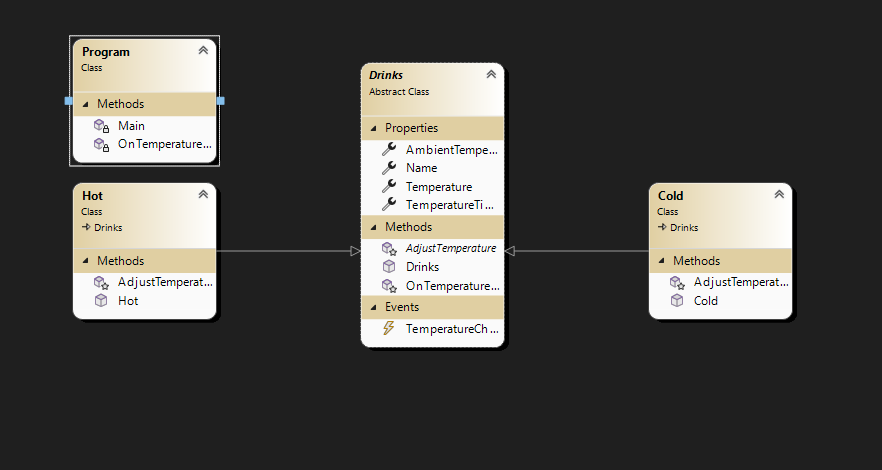 Program
Class
Methods
Main
OnTemperature...
Hot
Class
Drinks
Methods
AdjustTemperat...
Hot
Drinks
Abstract Class
Properties
AmbientTempe...
Name
Temperature
TemperatureTi...
Methods
AdjustTemperature
Drinks
OnTemperature...
Events
TemperatureCh...
Cold
Class
Drinks
Methods
AdjustTemperat...
Cold